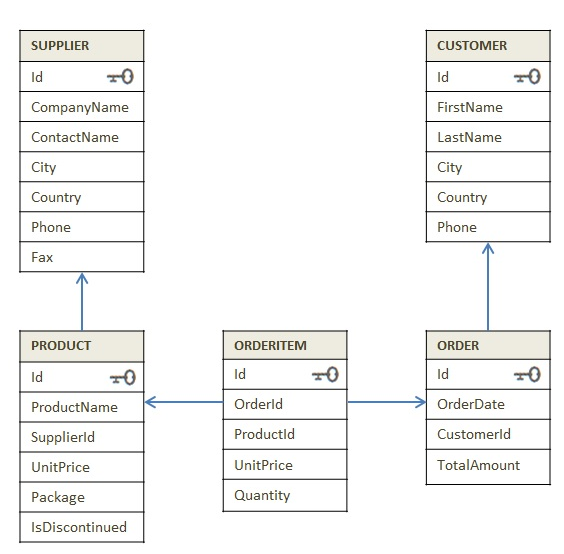 SUPPLIER
Id
CompanyName
ContactName
City
Country
Phone
Fax
CUSTOMER
Id
FirstName
LastName
City
Country
Phone
PRODUCT
Id
ProductName
SupplierId
UnitPrice
Package
IsDiscontinued
ORDERITEM
Id
OrderId
ProductId
UnitPrice
Quantity
ORDER
Id
OrderDate
CustomerId
TotalAmount